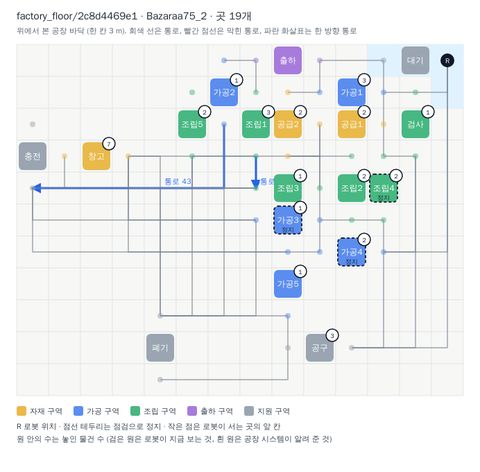 factory_floor/2c8d4469e1 · Bazaraa75_2 · 곳 19개
위에서 본 공장 바닥 (한 칸 3 m). 회색 선은 통로, 빨간 점선은 막힌 통로, 파란 화살표는 한 방향 통로
출하 대기 R
가공2 1 가공1 2
조립5 2 조립1 3 공급2 2 공급1 2 검사 1
충전 창고 7
통로 43 통로 조립3 1 조립2 2 조립4 2
정지
가공3 1
정지
가공4 2
정지
가공5 1
폐기 공구 3
자재 구역 가공 구역 조립 구역 출하 구역 지원 구역
R 로봇 위치 · 점선 테두리는 점검으로 정지 · 작은 점은 로봇이 서는 곳의 앞 칸
원 안의 수는 놓인 물건 수 (검은 원은 로봇이 지금 보는 것, 흰 원은 공장 시스템이 알려 준 것)